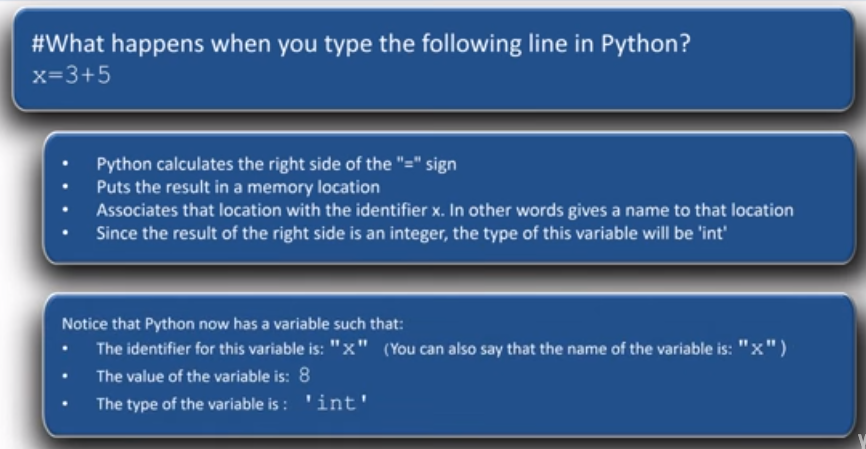 #What happens when you type the following line in Python?
x=3+5
• Python calculates the right side of the "=" sign
• Puts the result in a memory location
• Associates that location with the identifier x. In other words gives a name to that location
• Since the result of the right side is an integer, the type of this variable will be 'int'
Notice that Python now has a variable such that:
• The identifier for this variable is: "x" (You can also say that the name of the variable is: "x")
• The value of the variable is: 8
• The type of the variable is : 'int'